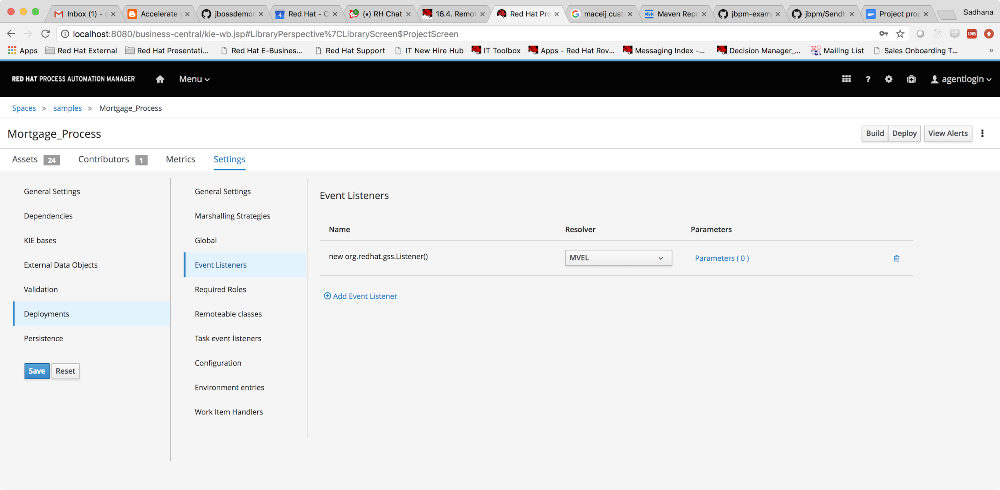 Inbox (1) - s
Accelerate
jbossdemo
4 Red Hat - C
(•) RH Chat
16.4. Remot
Red Hat Pro
maceij cust
MVN Maven Repo
jbpm-exam
jbpm/SendH
Project prop
Sadhana
localhost:8080/business-central/kie-wb.jsp#LibraryPerspective%7CLibraryScreen$ProjectScreen
CORS
Apps
Red Hat External
Red Hat Presentati...
Red Hat E-Busines...
Red Hat Support
IT New Hire Hub
IT Toolbox
Apps - Red Hat Rov...
Messaging Index -...
Decision Manager_...
MAIL MAN Mailing List
Sales Onboarding T...
»
RED HAT PROCESS AUTOMATION MANAGER
Menu
?
agentlogin
Spaces » samples » Mortgage_Process
Mortgage_Process
Build
Deploy
View Alerts
Assets 24
Contributors 1
Metrics
Settings
General Settings
Dependencies
KIE bases
External Data Objects
Validation
Deployments
Persistence
Save
Reset
General Settings
Marshalling Strategies
Global
Event Listeners
Required Roles
Remoteable classes
Task event listeners
Configuration
Environment entries
Work Item Handlers
Event Listeners
Name Resolver Parameters
new org.redhat.gss.Listener() MVEL Parameters ( 0 )
Add Event Listener